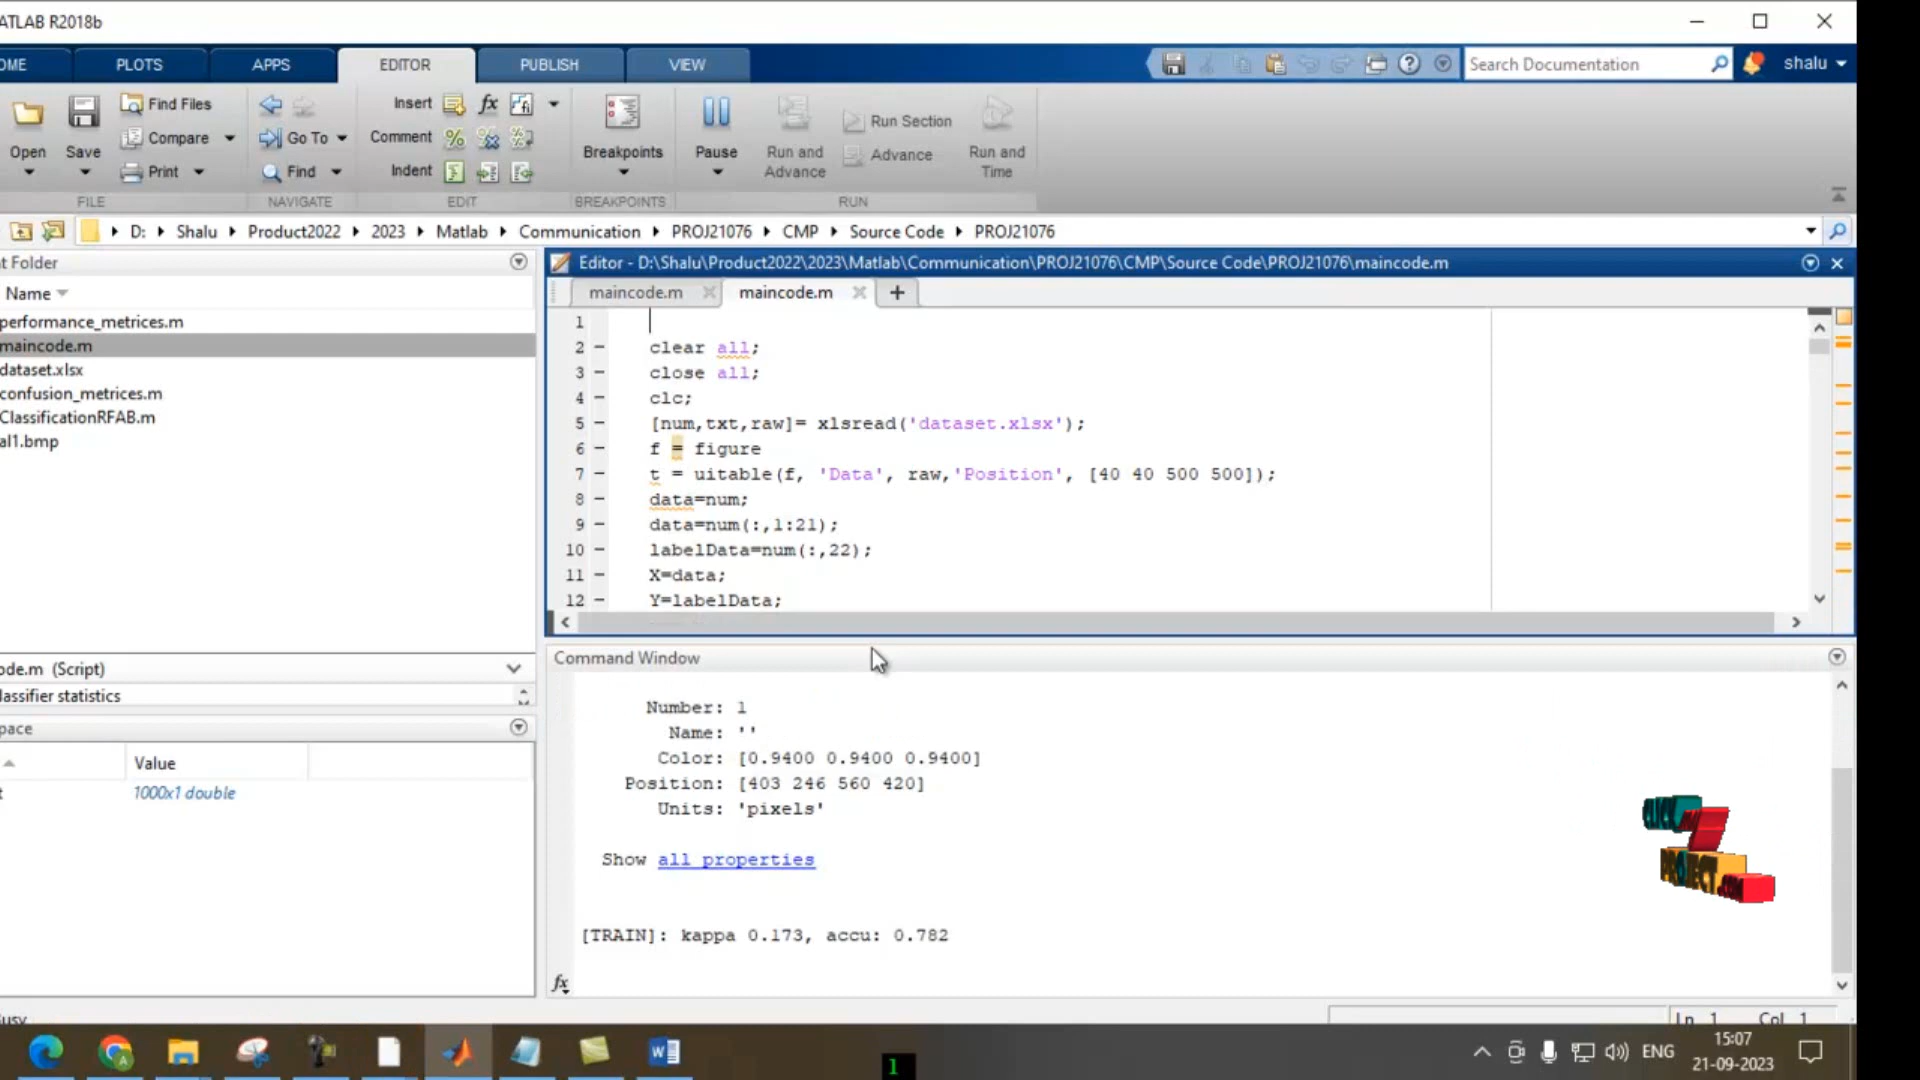 ATLAB R2018b
OME PLOTS APPS EDITOR PUBLISH VIEW
Search Documentation
shalu
Open
Save
Find Files
Compare
Print
FILE
Go To
Find
NAVIGATE
Insert
Comment
Indent
EDIT
Breakpoints
BREAKPOINTS
Pause
Run and
Advance
Run Section
Advance
Run and
Time
RUN
D: Shalu Product2022 2023 Matlab Communication PROJ21076 CMP Source Code PROJ21076
t Folder
Name
performance_metrices.m
maincode.m
dataset.xlsx
confusion_metrices.m
ClassificationRFAB.m
al1.bmp
ode.m (Script)
lassifier statistics
pace
Value
t 1000x1 double
Editor - D:\Shalu\Product2022\2023\Matlab\Communication\PROJ21076\CMP\Source Code\PROJ21076\maincode.m
maincode.m maincode.m +
1
2 - clear all;
3 - close all;
4 - clc;
5 - [num,txt,raw]= xlsread('dataset.xlsx');
6 - f = figure
7 - t = uitable(f, 'Data', raw,'Position', [40 40 500 500]);
8 - data=num;
9 - data=num(:,1:21);
10 - labelData=num(:,22);
11 - X=data;
12 - Y=labelData;
Command Window
Number: 1
Name: ''
Color: [0.9400 0.9400 0.9400]
Position: [403 246 560 420]
Units: 'pixels'
Show all properties
[TRAIN]: kappa 0.173, accu: 0.782
fx
Busy
Ln 1 Col 1
1
ENG
15:07
21-09-2023